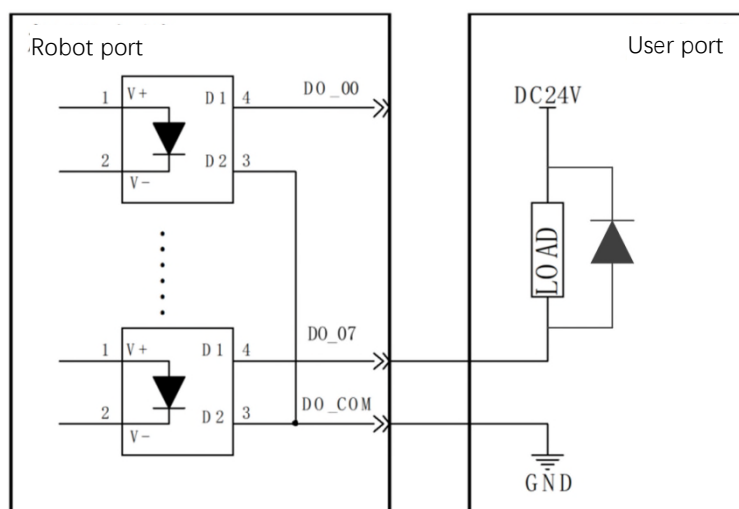 Robot port
User port
V+
D1
1
4
DO_00
DC24V
2
D2
3
V-
LOAD
DO_07
1
V+
D1
4
DO_COM
2
D2
3
V-
GND